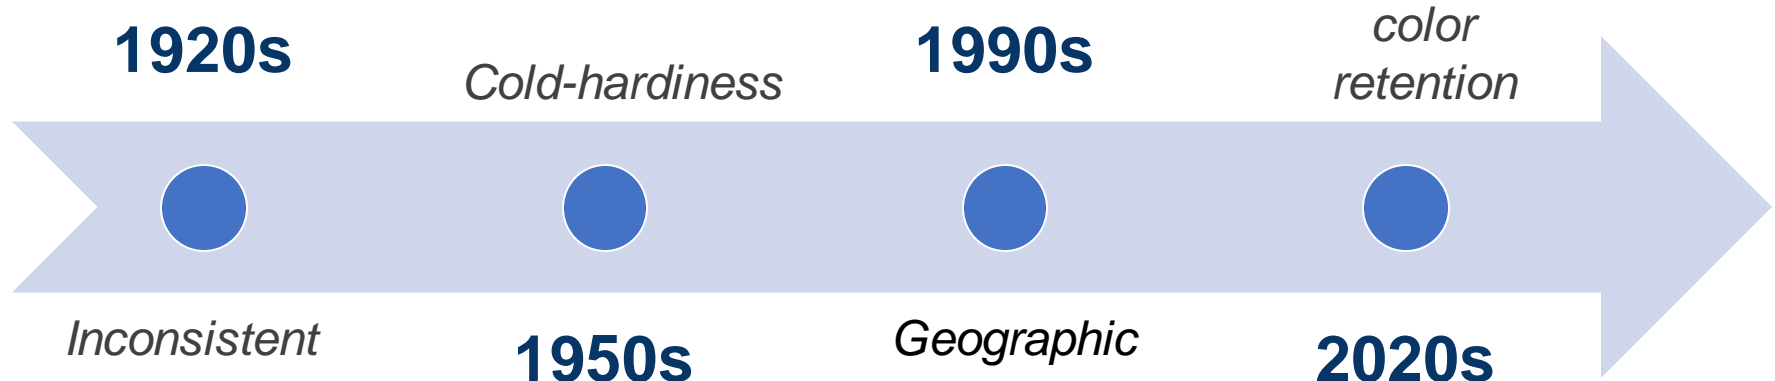 1920s
Inconsistent
Cold-hardiness
1950s
1990s
Geographic
color
retention
2020s